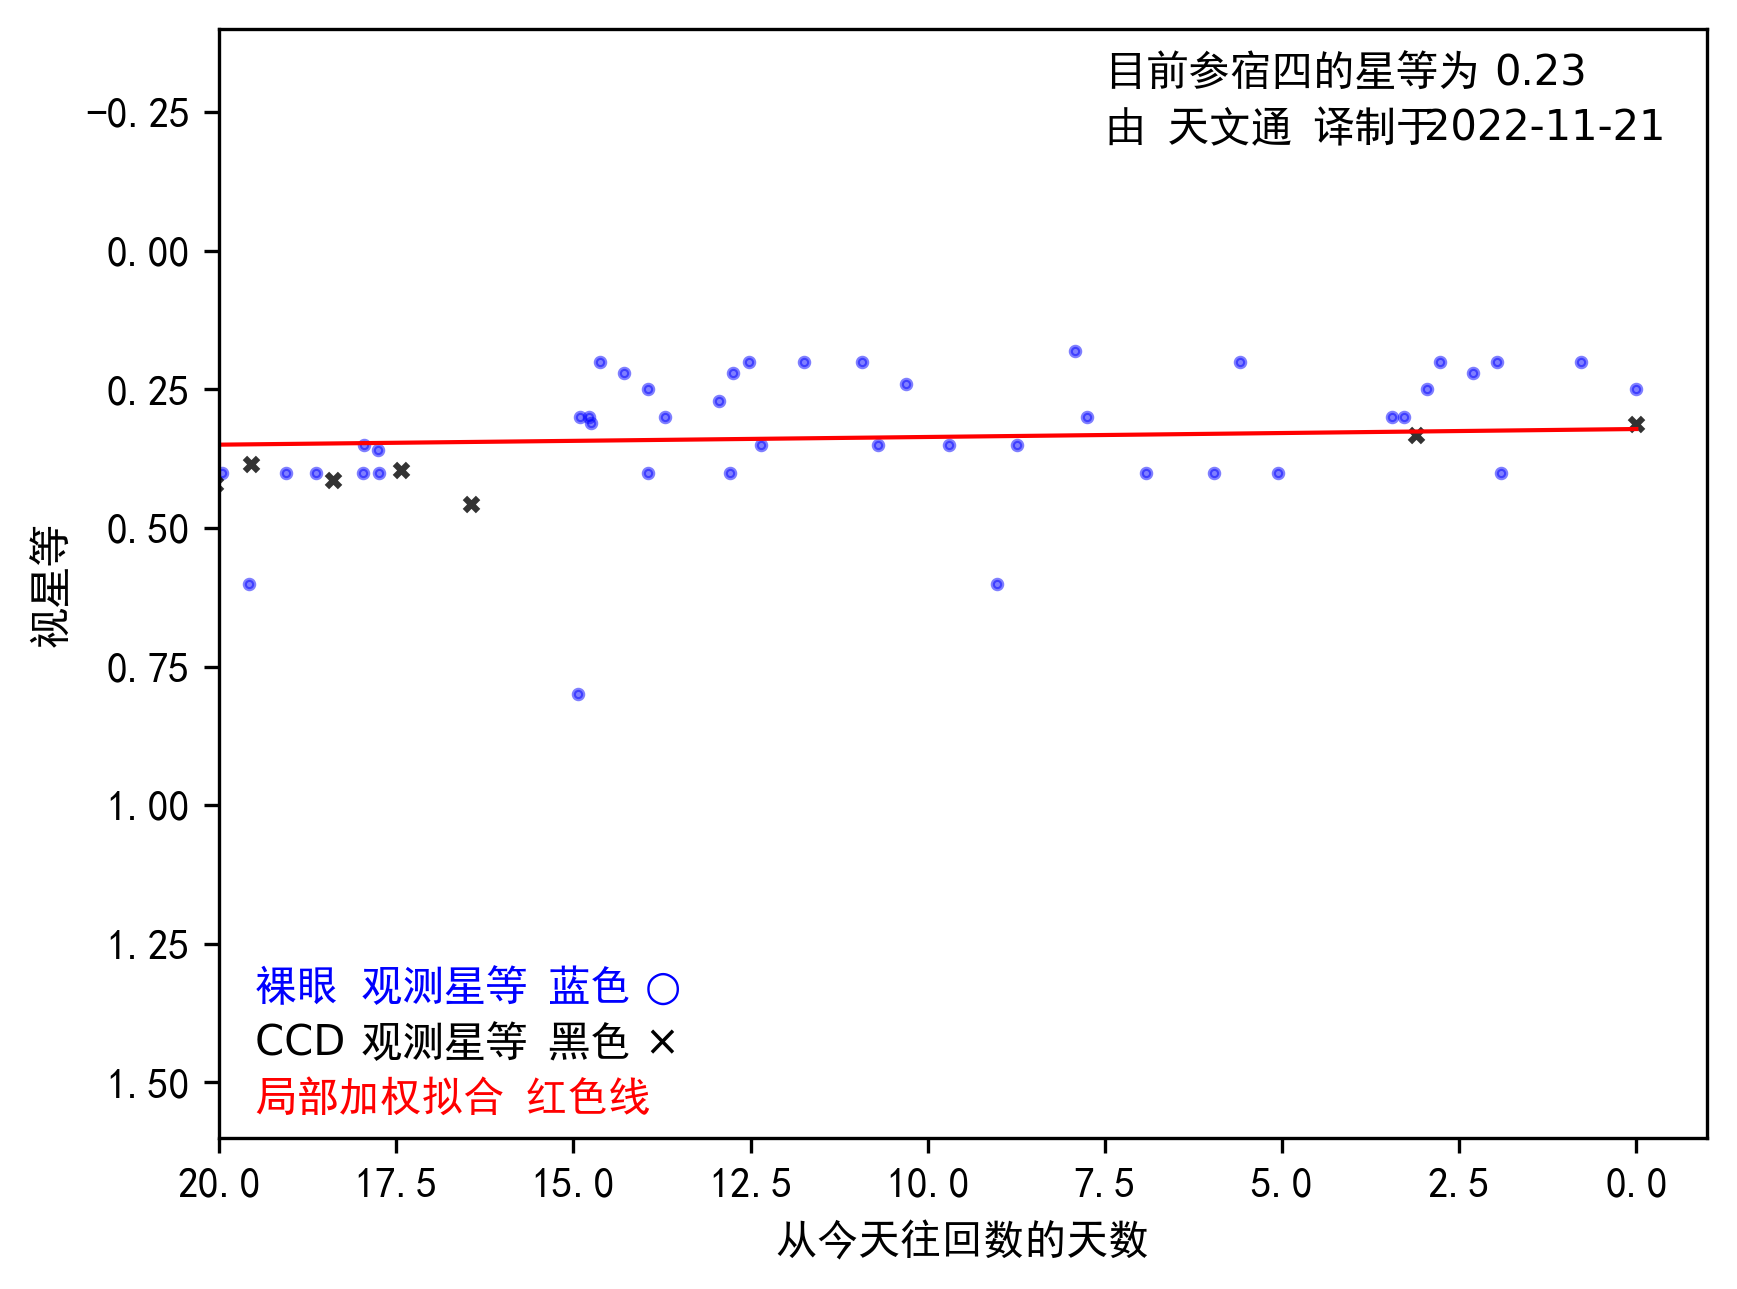 目前参宿四的星等为 0.23
由 天文通 译制于2022-11-21
−0.25
0.00
0.25
0.50
0.75
1.00
1.25
1.50
视星等
裸眼 观测星等 蓝色 ○
CCD 观测星等 黑色 ×
局部加权拟合 红色线
20.0 17.5 15.0 12.5 10.0 7.5 5.0 2.5 0.0
从今天往回数的天数